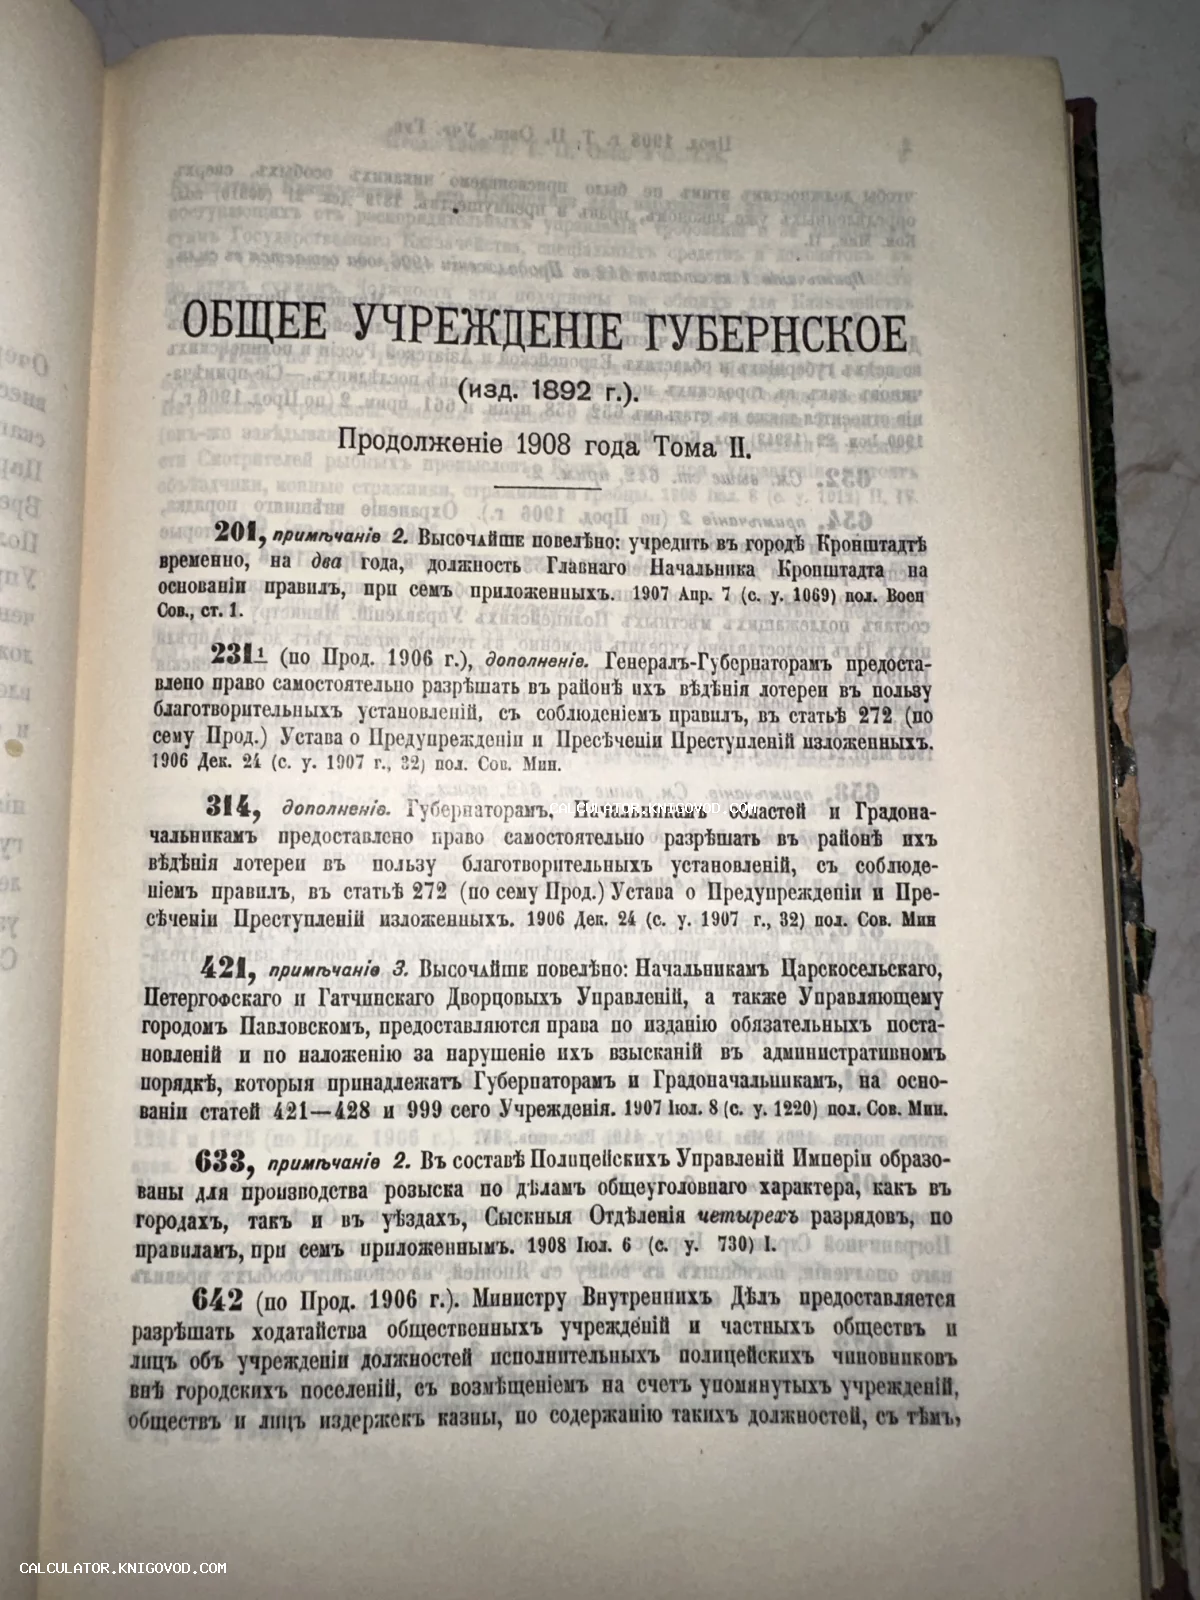 ОБЩЕЕ УЧРЕЖДЕНІЕ ГУБЕРНСКОЕ
(изд. 1892 г.).
Продолженіе 1908 года Тома II.
201, примѣчаніе 2. Высочайше повелѣно: учредить въ городѣ Кронштадтѣ
временно, на два года, должность Главнаго Начальника Кронштадта на
основаніи правилъ, при семъ приложенныхъ. 1907 Апр. 7 (с. у. 1069) пол. Воен
Сов., ст. 1.
231¹ (по Прод. 1906 г.), дополненіе. Генералъ-Губернаторамъ предоста-
влено право самостоятельно разрѣшать въ районѣ ихъ вѣдѣнія лотереи въ пользу
благотворительныхъ установленій, съ соблюденіемъ правилъ, въ статьѣ 272 (по
сему Прод.) Устава о Предупрежденіи и Пресѣченіи Преступленій изложенныхъ.
1906 Дек. 24 (с. у. 1907 г., 32) пол. Сов. Мин.
314, дополненіе. Губернаторамъ, Начальникамъ Областей и Градона-
чальникамъ предоставлено право самостоятельно разрѣшать въ районѣ ихъ
вѣдѣнія лотереи въ пользу благотворительныхъ установленій, съ соблюде-
ніемъ правилъ, въ статьѣ 272 (по сему Прод.) Устава о Предупрежденіи и Пре-
сѣченіи Преступленій изложенныхъ. 1906 Дек. 24 (с. у. 1907 г., 32) пол. Сов. Мин
421, примѣчаніе 3. Высочайше повелѣно: Начальникамъ Царскосельскаго,
Петергофскаго и Гатчинскаго Дворцовыхъ Управленій, а также Управляющему
городомъ Павловскомъ, предоставляются права по изданію обязательныхъ поста-
новленій и по наложенію за нарушеніе ихъ взысканій въ административномъ
порядкѣ, которыя принадлежатъ Губернаторамъ и Градоначальникамъ, на осно-
ваніи статей 421—428 и 999 сего Учрежденія. 1907 Іюл. 8 (с. у. 1220) пол. Сов. Мин.
633, примѣчаніе 2. Въ составѣ Полицейскихъ Управленій Имперіи образо-
ваны для производства розыска по дѣламъ общеуголовнаго характера, какъ въ
городахъ, такъ и въ уѣздахъ, Сыскныя Отдѣленія четырехъ разрядовъ, по
правиламъ, при семъ приложеннымъ. 1908 Іюл. 6 (с. у. 730) I.
642 (по Прод. 1906 г.). Министру Внутреннихъ Дѣлъ предоставляется
разрѣшать ходатайства общественныхъ учрежденій и частныхъ обществъ и
лицъ объ учрежденіи должностей исполнительныхъ полицейскихъ чиновниковъ
внѣ городскихъ поселеній, съ возмѣщеніемъ на счетъ упомянутыхъ учрежденій,
обществъ и лицъ издержекъ казны, по содержанію такихъ должностей, съ тѣмъ,
CALCULATOR.KNIGOVOD.COM
CALCULATOR.KNIGOVOD.COM